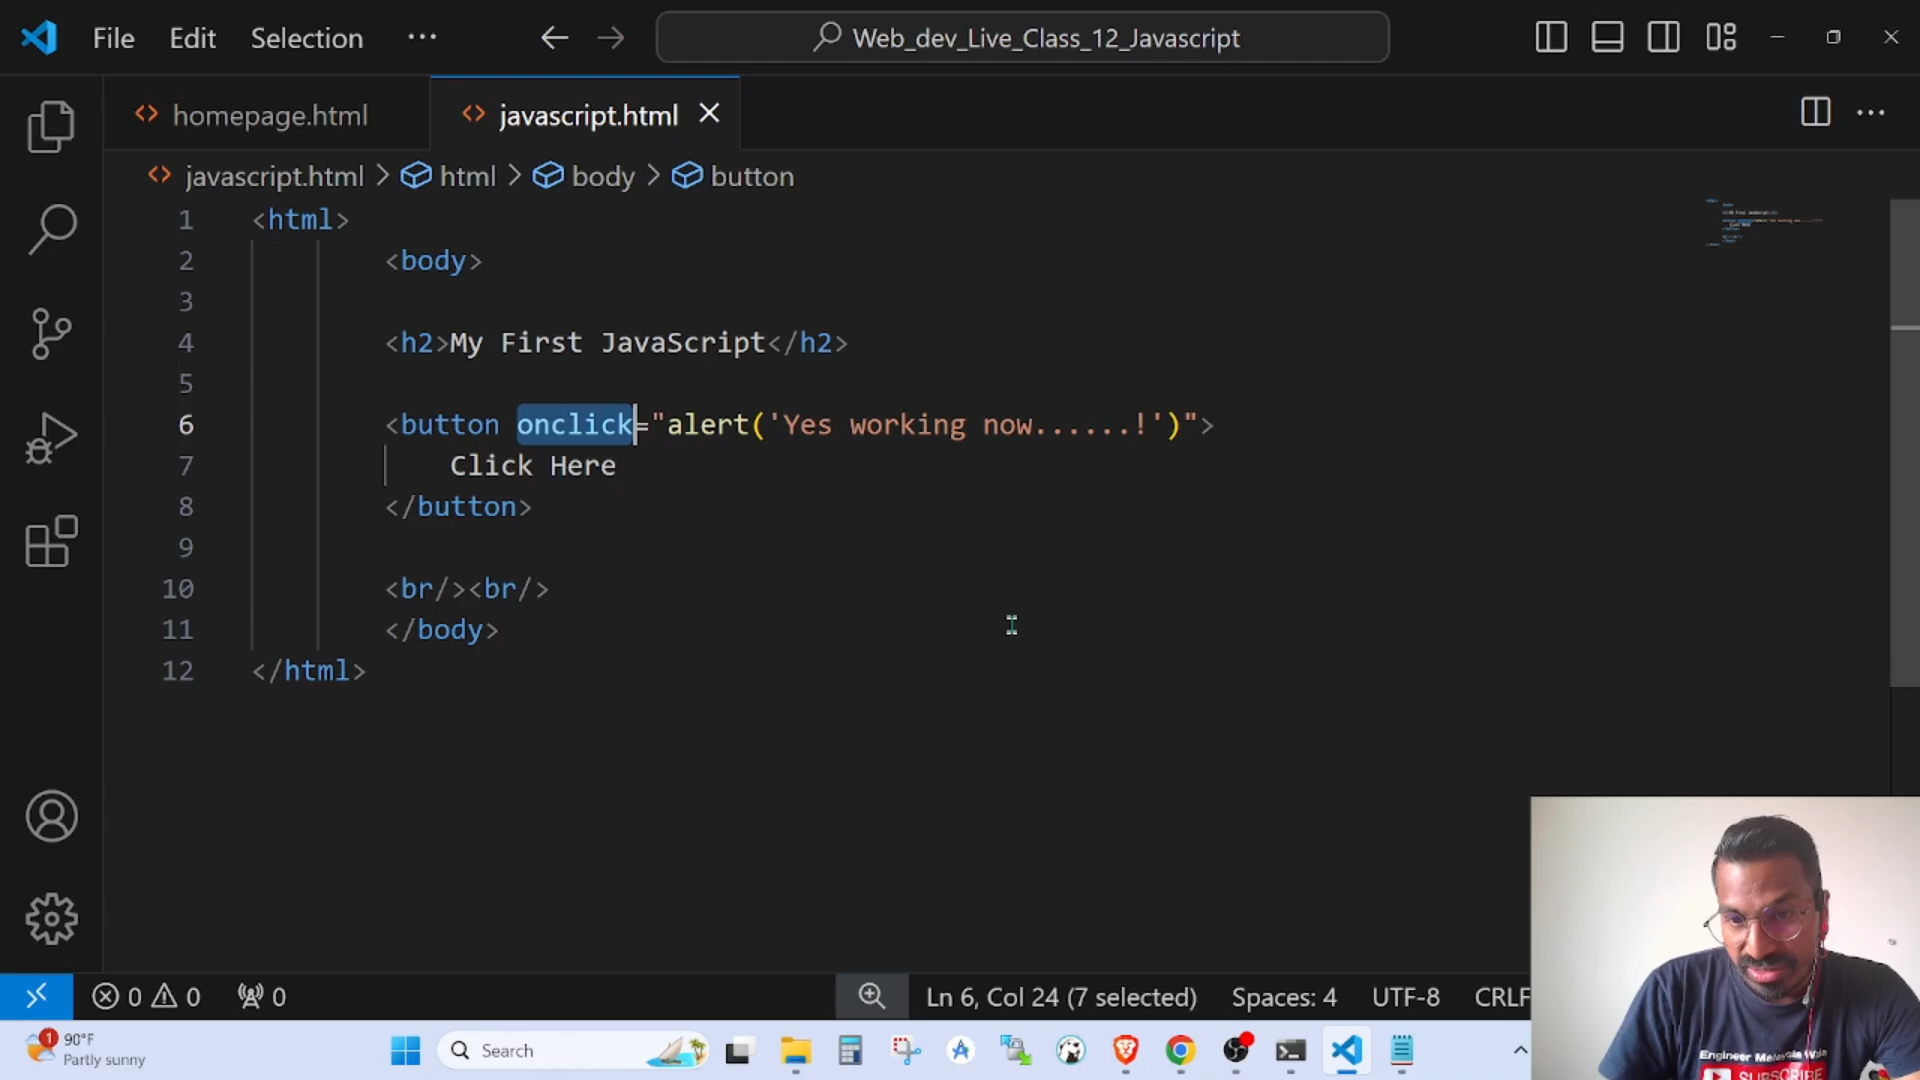 File Edit Selection ···
Web_dev_Live_Class_12_Javascript
homepage.html
javascript.html
javascript.html > html > body > button
1 <html>
2 <body>
3
4 <h2>My First JavaScript</h2>
5
6 <button onclick="alert('Yes working now......!')">
7 Click Here
8 </button>
9
10 <br/><br/>
11 </body>
12 </html>
0 0 0
Ln 6, Col 24 (7 selected) Spaces: 4 UTF-8 CRLF
1 90°F
Partly sunny
Search
Engineer Malayala
SUBSCRIBE